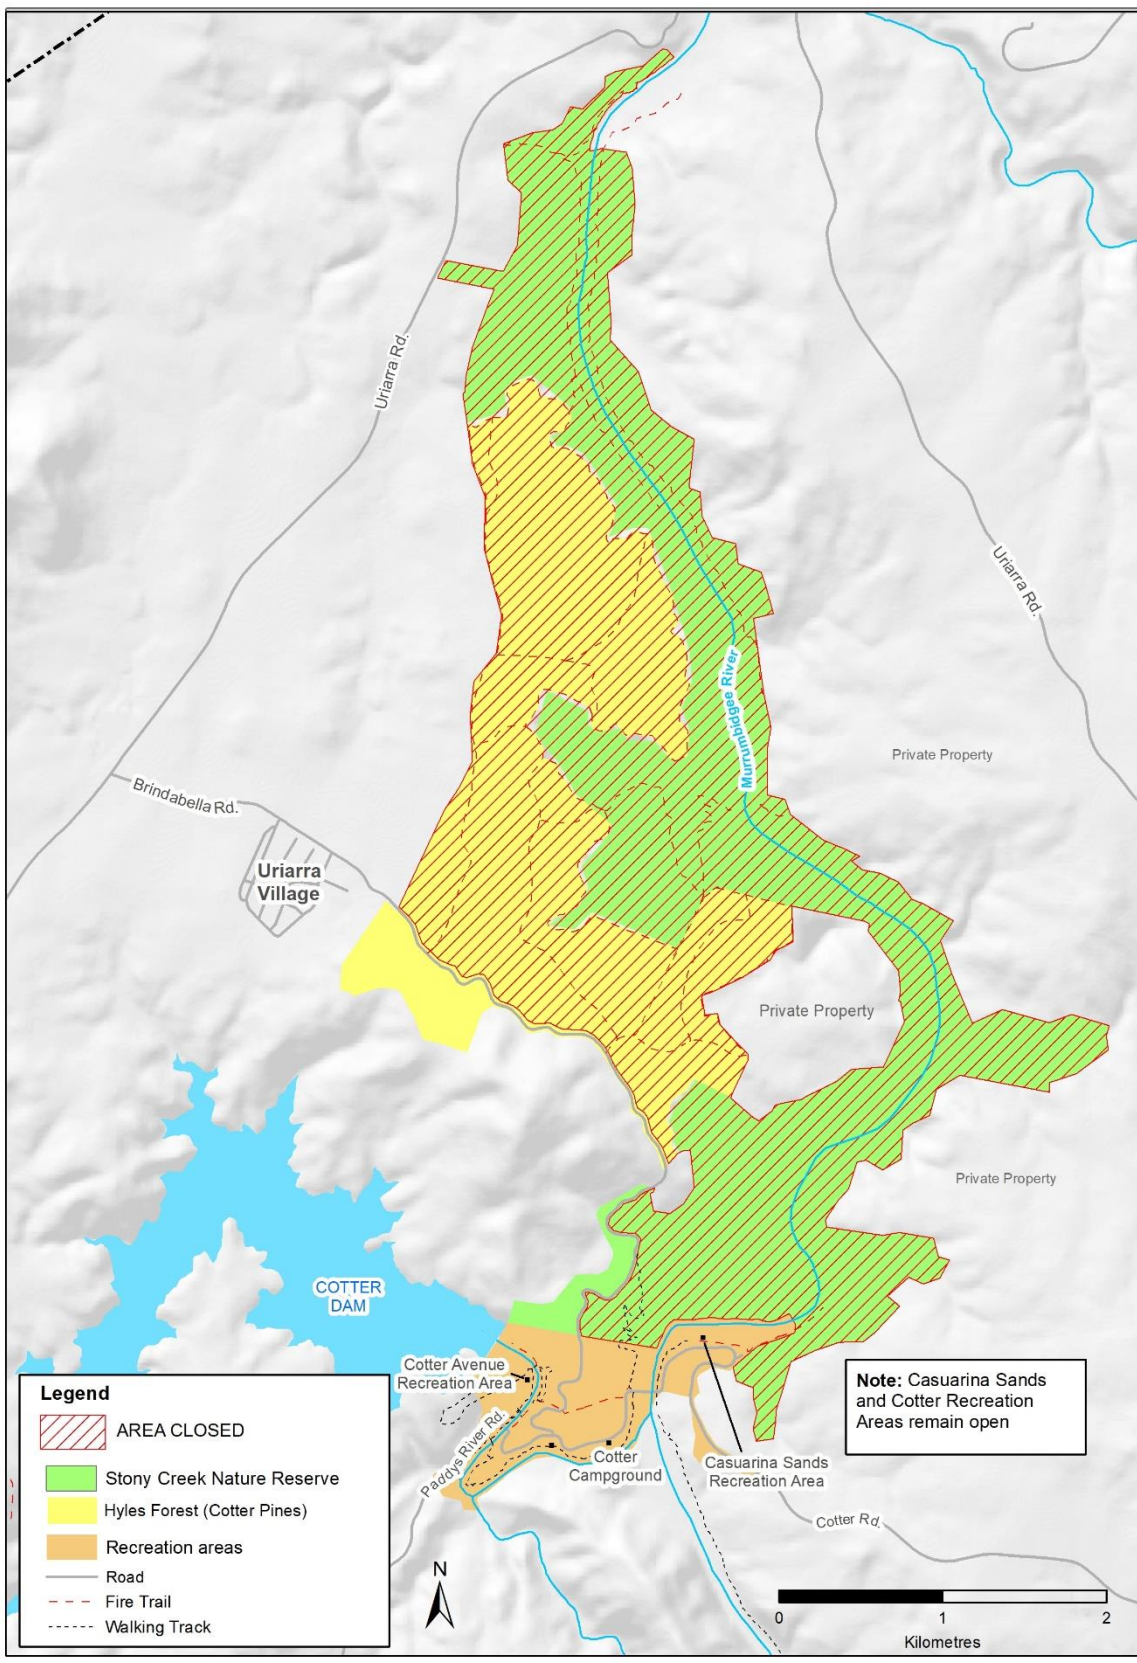 Uriarra Rd.
Uriarra Rd.
Murrumbidgee River
Private Property
Brindabella Rd.
Uriarra
Village
Private Property
Private Property
COTTER
DAM
Cotter Avenue
Recreation Area
Paddys River Rd.
Cotter
Campground
Casuarina Sands
Recreation Area
Cotter Rd.
Note: Casuarina Sands
and Cotter Recreation
Areas remain open
Legend
AREA CLOSED
Stony Creek Nature Reserve
Hyles Forest (Cotter Pines)
Recreation areas
Road
Fire Trail
Walking Track
N
0 1 2
Kilometres